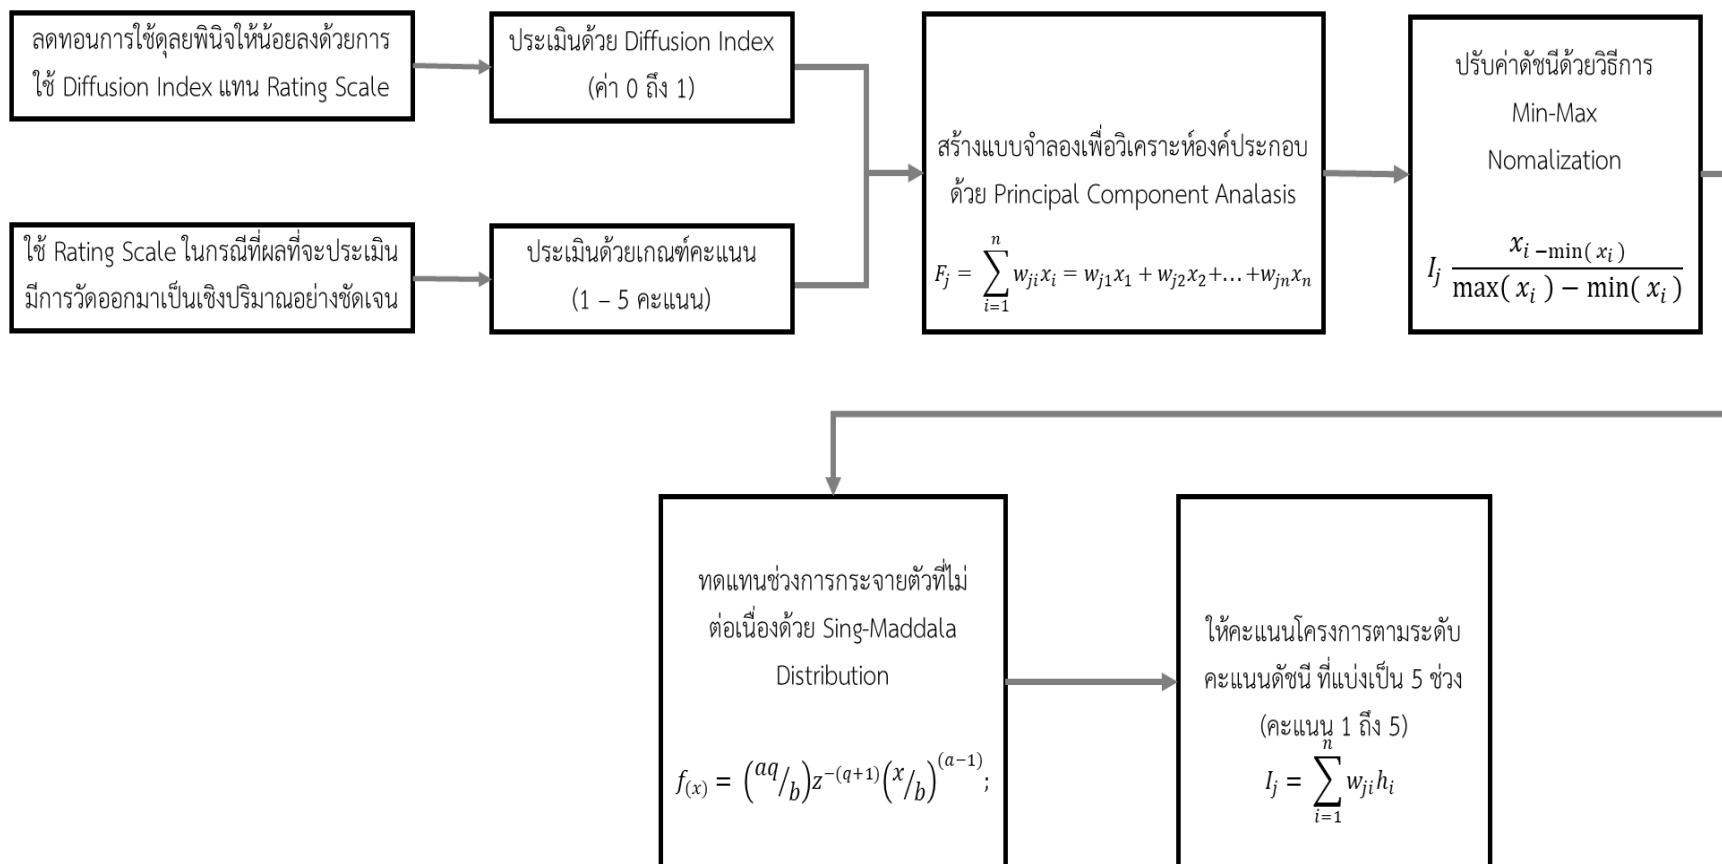 ลดทอนการใช้ดุลยพินิจให้น้อยลงด้วยการ
ใช้ Diffusion Index แทน Rating Scale
ประเมินด้วย Diffusion Index
(ค่า 0 ถึง 1)
ใช้ Rating Scale ในกรณีที่ผลที่จะประเมิน
มีการวัดออกมาเป็นเชิงปริมาณอย่างชัดเจน
ประเมินด้วยเกณฑ์คะแนน
(1 – 5 คะแนน)
สร้างแบบจำลองเพื่อวิเคราะห์องค์ประกอบ
ด้วย Principal Component Analasis
F_j = \sum_{i=1}^{n} w_{ji}x_i = w_{j1}x_1 + w_{j2}x_2+...+w_{jn}x_n
ปรับค่าดัชนีด้วยวิธีการ
Min-Max
Nomalization
I_j \frac{x_{i -min( x_i )}}{max( x_i ) − min( x_i )}
ทดแทนช่วงการกระจายตัวที่ไม่
ต่อเนื่องด้วย Sing-Maddala
Distribution
f_{(x)} = (aq/b)z^{-(q+1)}(x/b)^{(a-1)};
ให้คะแนนโครงการตามระดับ
คะแนนดัชนี ที่แบ่งเป็น 5 ช่วง
(คะแนน 1 ถึง 5)
I_j = \sum_{i=1}^{n} w_{ji}h_i